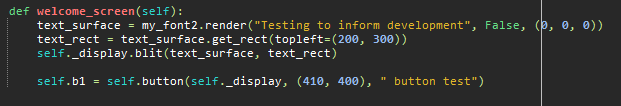 def welcome_screen(self):
    text_surface = my_font2.render("Testing to inform development", False, (0, 0, 0))
    text_rect = text_surface.get_rect(topleft=(200, 300))
    self._display.blit(text_surface, text_rect)

    self.b1 = self.button(self._display, (410, 400), " button test")